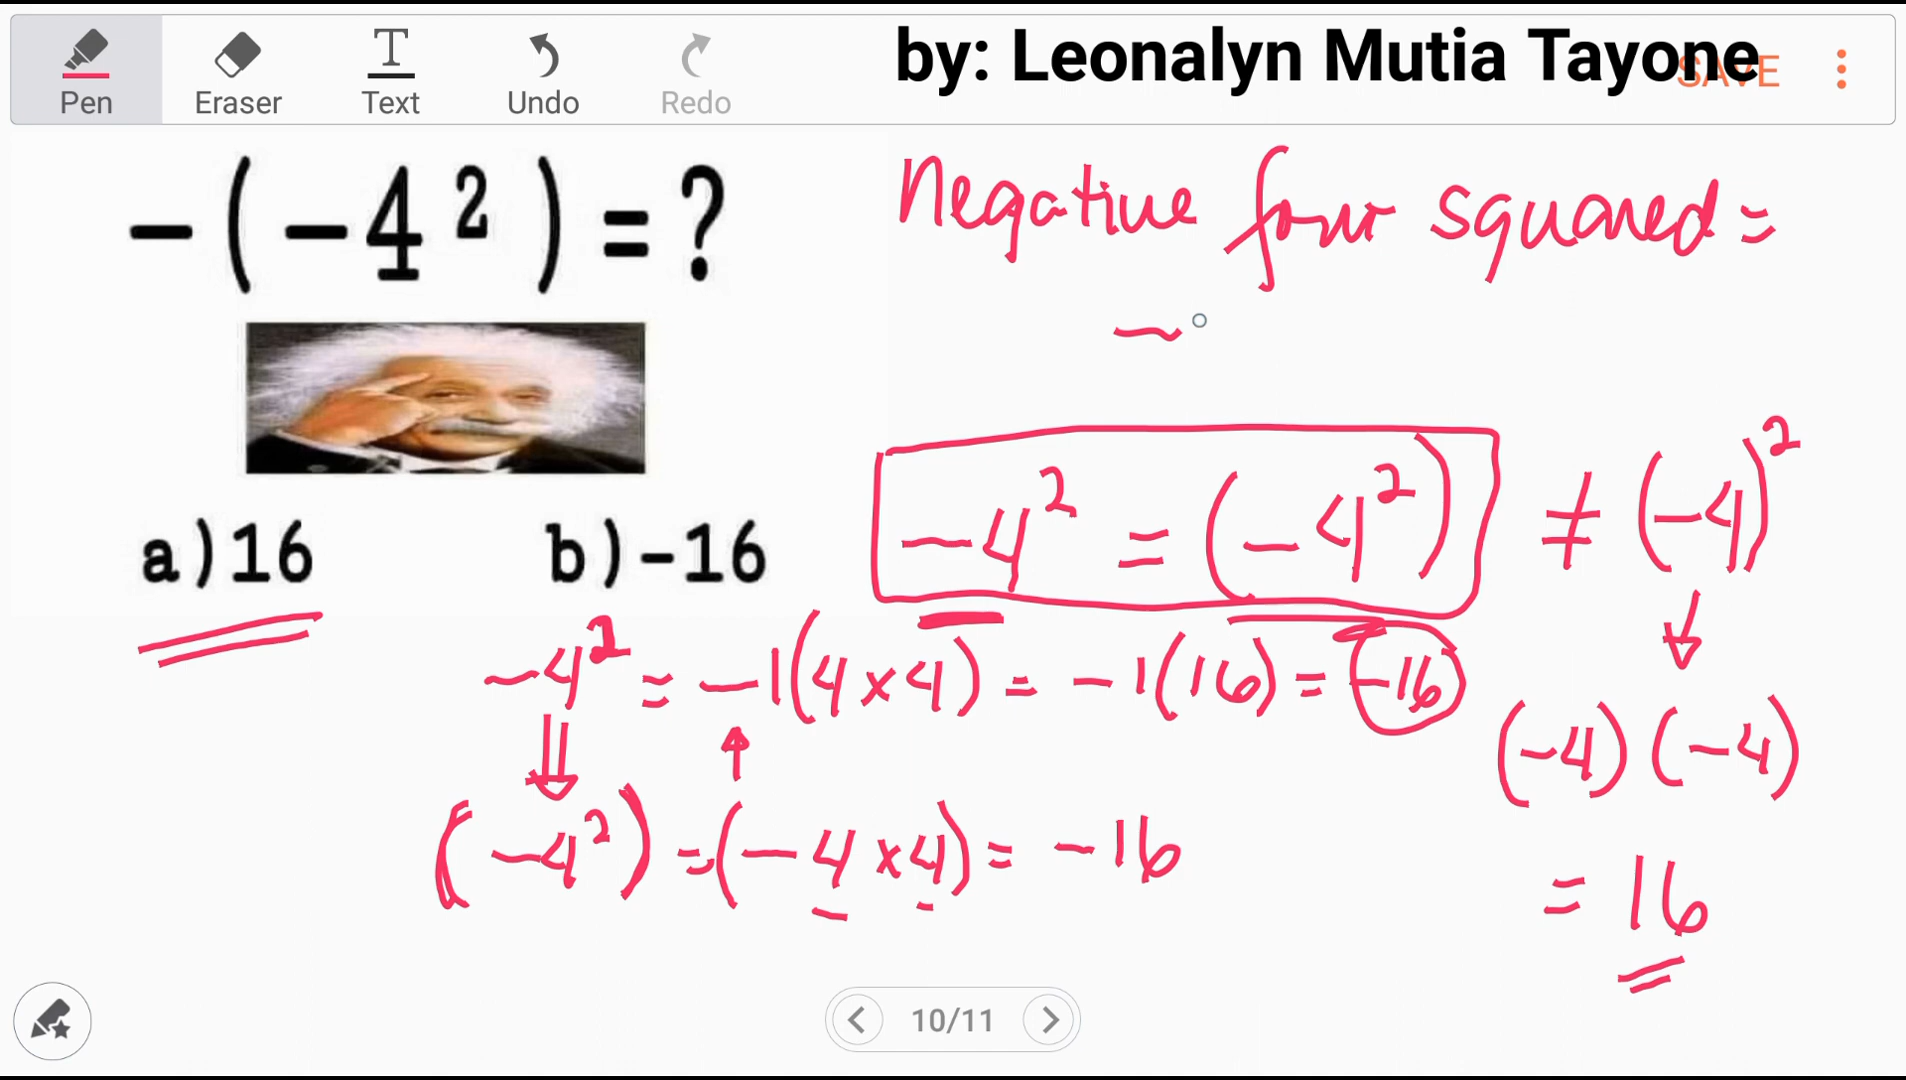 Pen Eraser Text Undo Redo SAVE
by: Leonalyn Mutia Tayone
-(-4²)=?
a)16 b)-16
Negative four squared =
-
-4² = (-4²) ≠ (-4)²
-4² = -1(4×4) = -1(16) = -16
(-4)(-4)
(-4²) = (-4×4) = -16
= 16
10/11